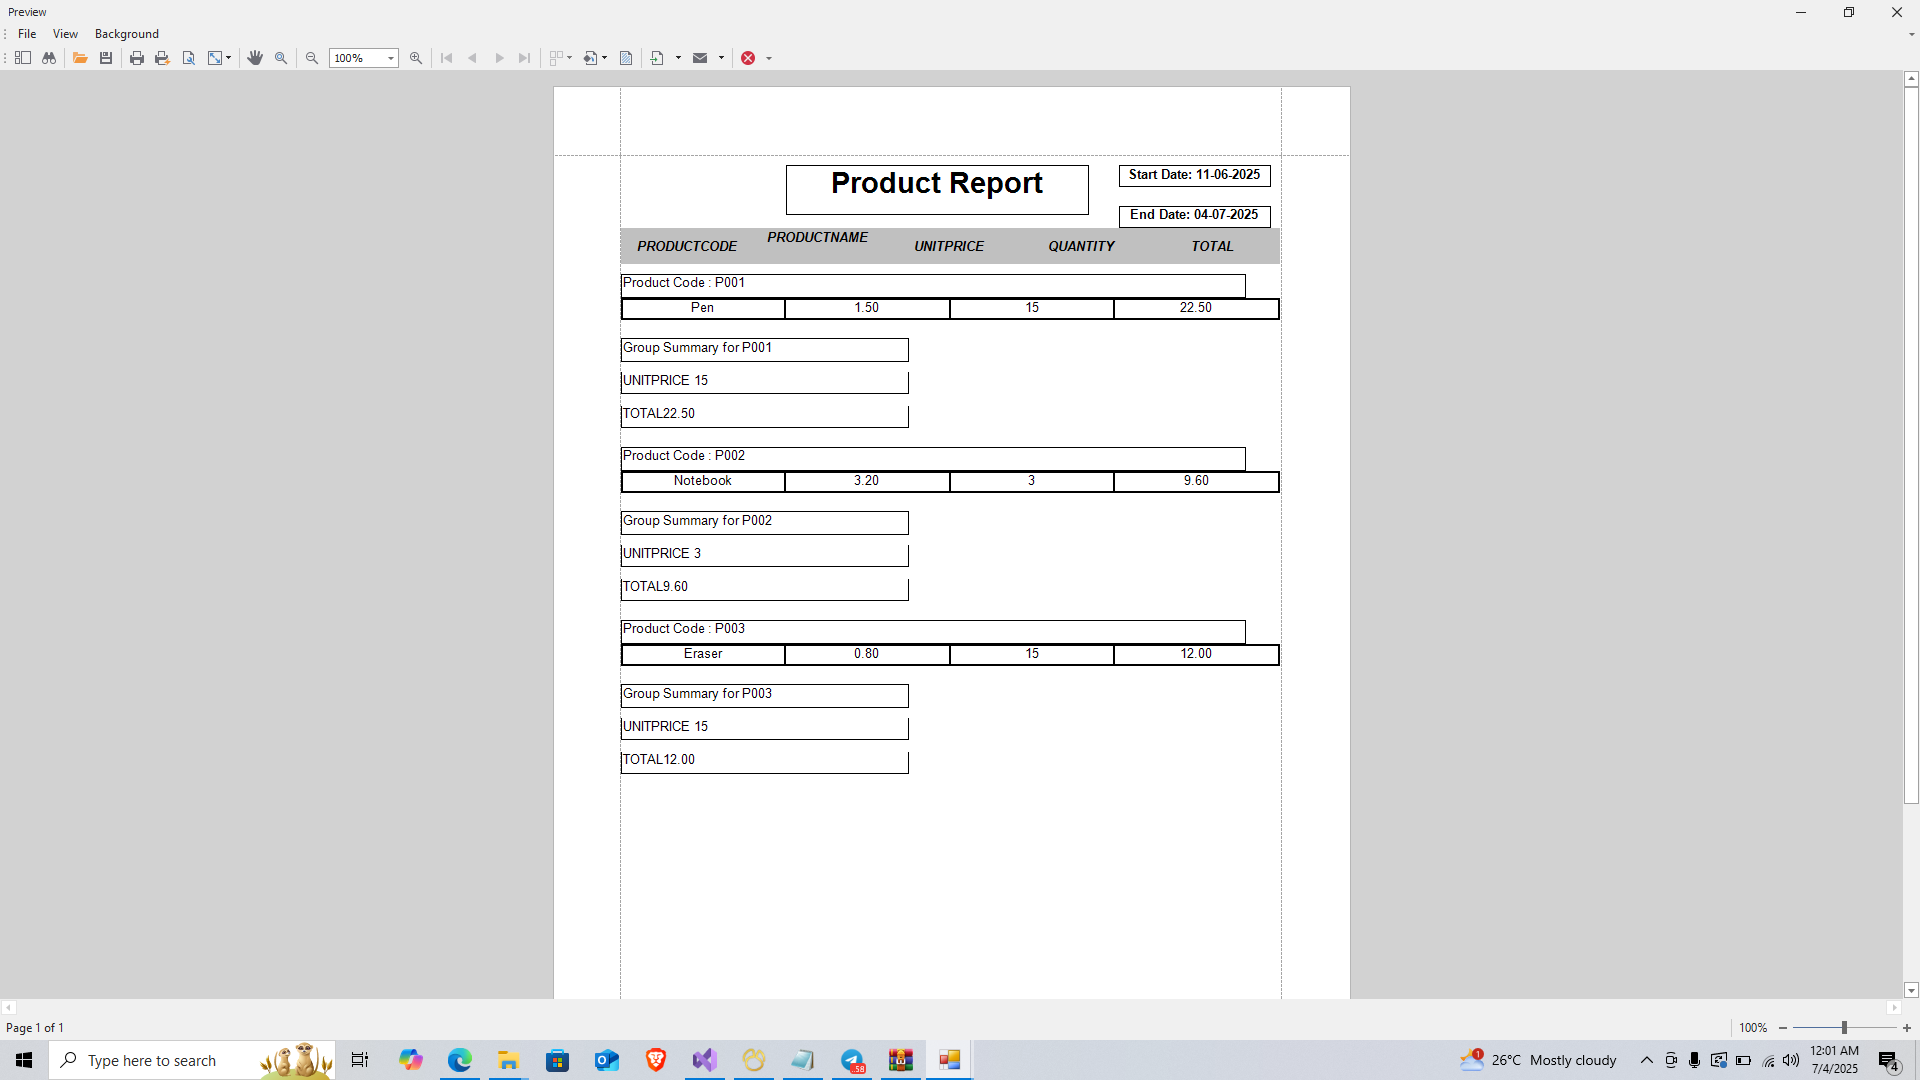 Preview
File View Background
100%
Product Report
Start Date: 11-06-2025
End Date: 04-07-2025
PRODUCTCODE PRODUCTNAME UNITPRICE QUANTITY TOTAL
Product Code : P001
Pen 1.50 15 22.50
Group Summary for P001
UNITPRICE 15
TOTAL22.50
Product Code : P002
Notebook 3.20 3 9.60
Group Summary for P002
UNITPRICE 3
TOTAL9.60
Product Code : P003
Eraser 0.80 15 12.00
Group Summary for P003
UNITPRICE 15
TOTAL12.00
Page 1 of 1
100%
Type here to search
58
1
26°C Mostly cloudy
12:01 AM
7/4/2025
4